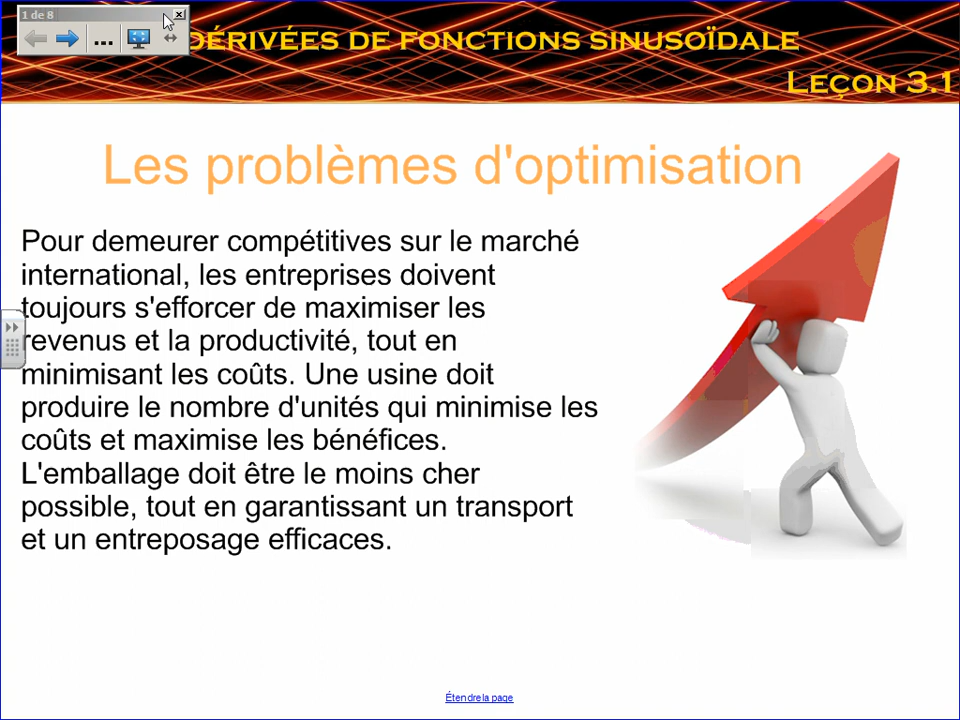 1 de 8
DÉRIVÉES DE FONCTIONS SINUSOÏDALE
LEÇON 3.1
Les problèmes d'optimisation
Pour demeurer compétitives sur le marché
international, les entreprises doivent
toujours s'efforcer de maximiser les
revenus et la productivité, tout en
minimisant les coûts. Une usine doit
produire le nombre d'unités qui minimise les
coûts et maximise les bénéfices.
L'emballage doit être le moins cher
possible, tout en garantissant un transport
et un entreposage efficaces.
Étendre la page